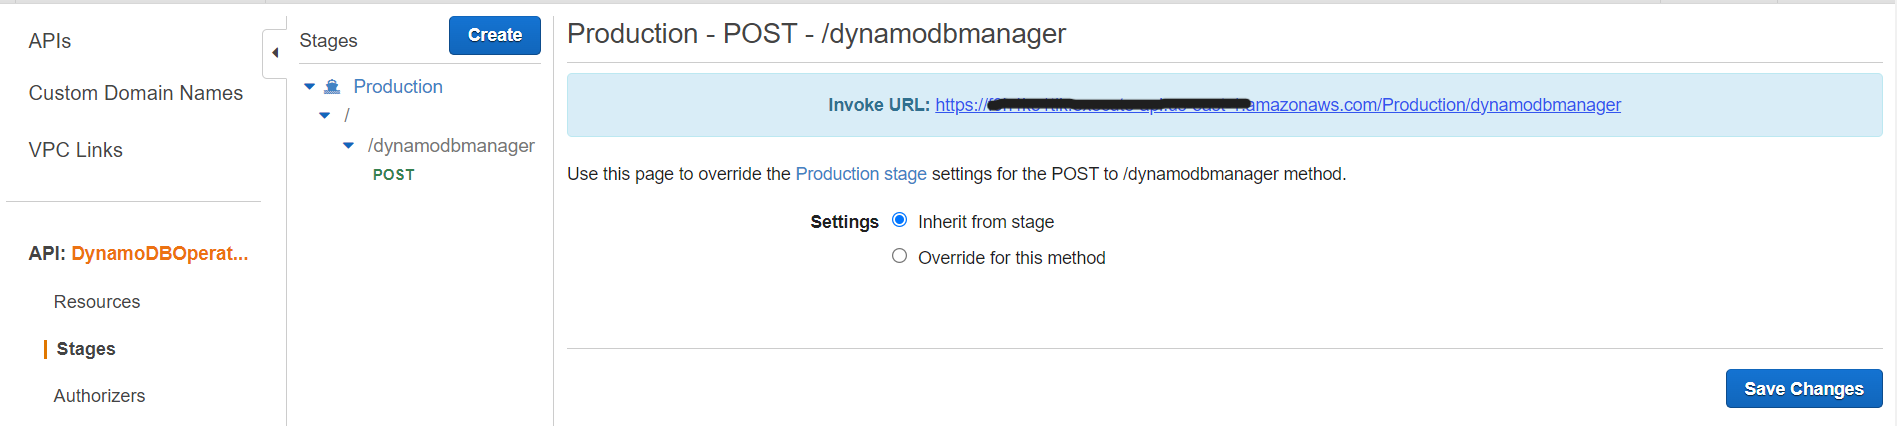 APIs
Custom Domain Names
VPC Links
API: DynamoDBOperat...
Resources
Stages
Authorizers
Stages
Create
Production
/
/dynamodbmanager
POST
Production - POST - /dynamodbmanager
Invoke URL: https:// amazonaws.com/Production/dynamodbmanager
Use this page to override the Production stage settings for the POST to /dynamodbmanager method.
Settings
Inherit from stage
Override for this method
Save Changes